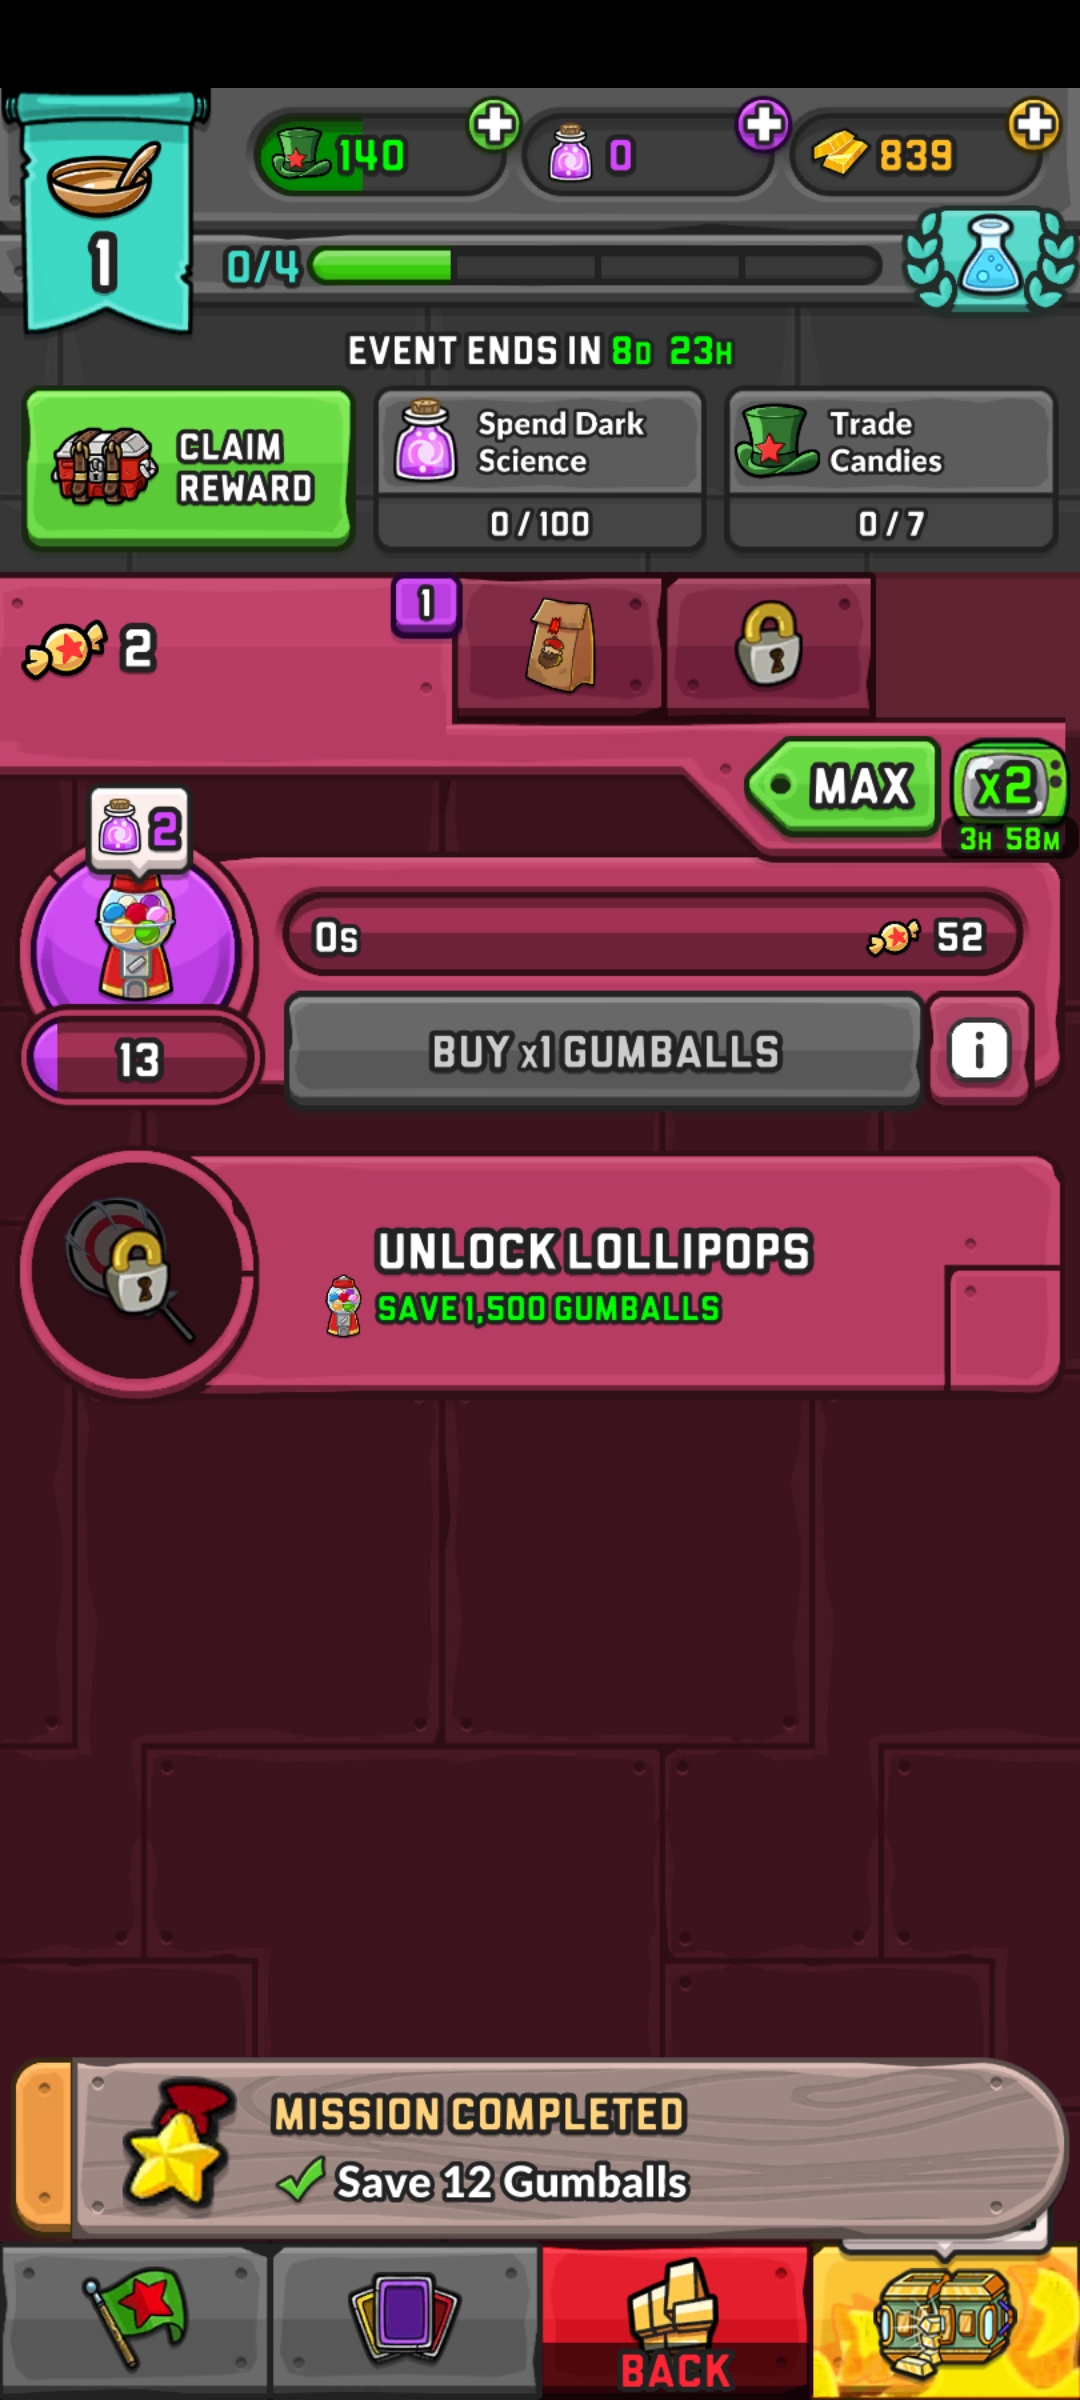 140
0
839
1
0/4
EVENT ENDS IN 8D 23H
CLAIM
REWARD
Spend Dark
Science
0 / 100
Trade
Candies
0 / 7
2
1
MAX
x2
3H 58M
2
0s
52
13
BUY x1 GUMBALLS
i
UNLOCK LOLLIPOPS
SAVE 1,500 GUMBALLS
MISSION COMPLETED
Save 12 Gumballs
BACK